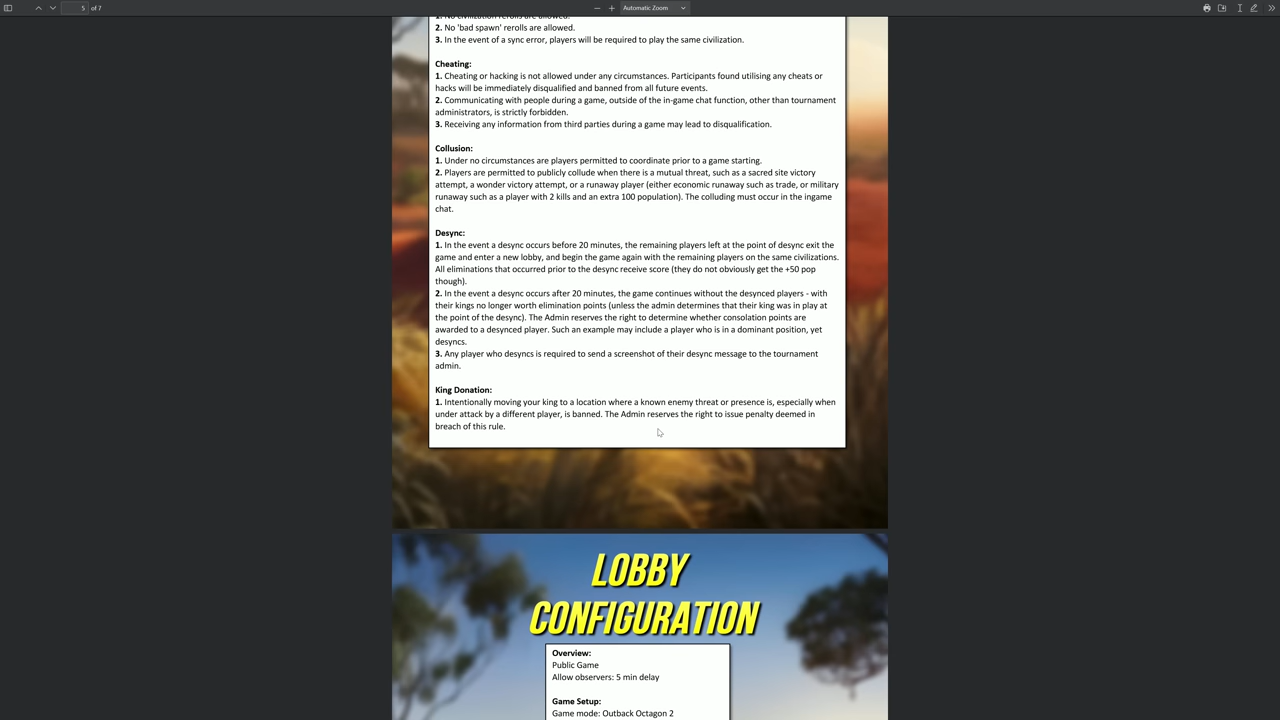 5 of 7
Automatic Zoom
1. No civilization rerolls are allowed.
2. No 'bad spawn' rerolls are allowed.
3. In the event of a sync error, players will be required to play the same civilization.
Cheating:
1. Cheating or hacking is not allowed under any circumstances. Participants found utilising any cheats or
hacks will be immediately disqualified and banned from all future events.
2. Communicating with people during a game, outside of the in-game chat function, other than tournament
administrators, is strictly forbidden.
3. Receiving any information from third parties during a game may lead to disqualification.
Collusion:
1. Under no circumstances are players permitted to coordinate prior to a game starting.
2. Players are permitted to publicly collude when there is a mutual threat, such as a sacred site victory
attempt, a wonder victory attempt, or a runaway player (either economic runaway such as trade, or military
runaway such as a player with 2 kills and an extra 100 population). The colluding must occur in the ingame
chat.
Desync:
1. In the event a desync occurs before 20 minutes, the remaining players left at the point of desync exit the
game and enter a new lobby, and begin the game again with the remaining players on the same civilizations.
All eliminations that occurred prior to the desync receive score (they do not obviously get the +50 pop
though).
2. In the event a desync occurs after 20 minutes, the game continues without the desynced players - with
their kings no longer worth elimination points (unless the admin determines that their king was in play at
the point of the desync). The Admin reserves the right to determine whether consolation points are
awarded to a desynced player. Such an example may include a player who is in a dominant position, yet
desyncs.
3. Any player who desyncs is required to send a screenshot of their desync message to the tournament
admin.
King Donation:
1. Intentionally moving your king to a location where a known enemy threat or presence is, especially when
under attack by a different player, is banned. The Admin reserves the right to issue penalty deemed in
breach of this rule.
LOBBY
CONFIGURATION
Overview:
Public Game
Allow observers: 5 min delay
Game Setup:
Game mode: Outback Octagon 2